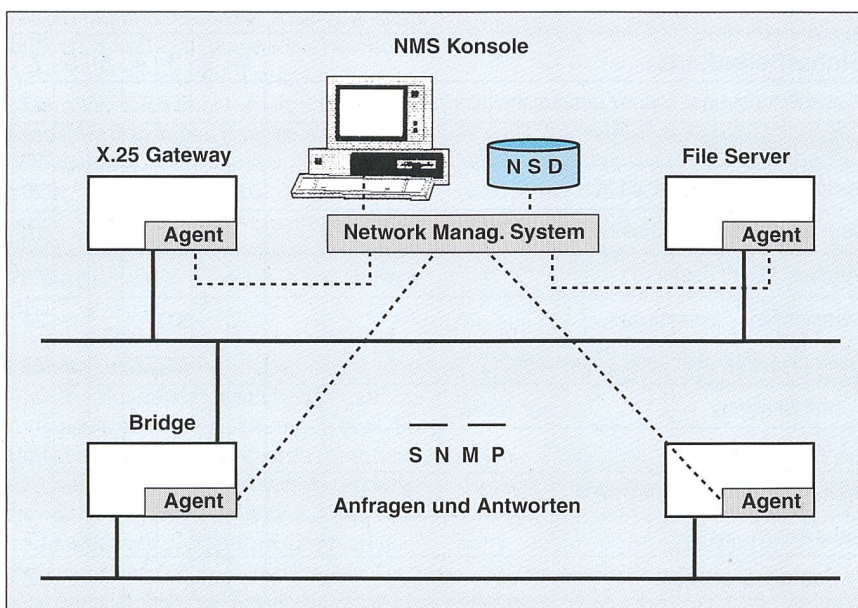 NMS Konsole
X.25 Gateway
N S D
File Server
Agent
Network Manag. System
Agent
Bridge
S N M P
Agent
Anfragen und Antworten
Agent